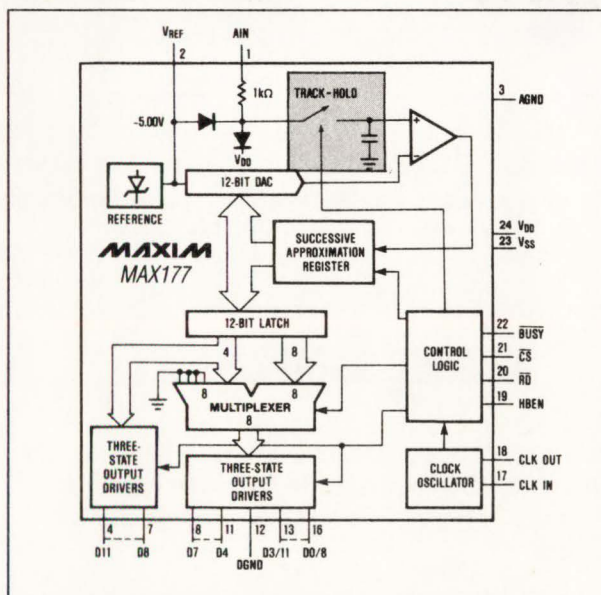 VREF AIN
2 1
1kΩ
TRACK-HOLD
3 AGND
-5.00V
+
VDD
-
12-BIT DAC
REFERENCE
24 VDD
23 VSS
MAXIM
MAX177
SUCCESSIVE
APPROXIMATION
REGISTER
12-BIT LATCH
22 BUSY
21 CS
20 RD
19 HBEN
CONTROL
LOGIC
4 8
8 8
MULTIPLEXER
8
THREE-
STATE
OUTPUT
DRIVERS
THREE-STATE
OUTPUT
DRIVERS
CLOCK
OSCILLATOR
18 CLK OUT
17 CLK IN
4 7 8 11 12 13 16
D11 D8 D7 D4 DGND D3/11 D0/8